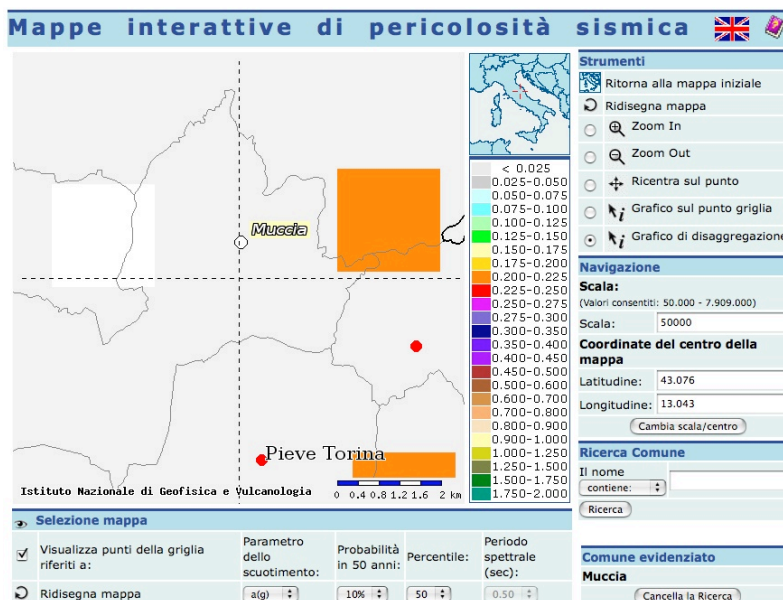 Mappe interattive di pericolosità sismica
Muccia
Pieve Torina
Istituto Nazionale di Geofisica e Vulcanologia
0 0.4 0.8 1.2 1.6 2 km
< 0.025
0.025-0.050
0.050-0.075
0.075-0.100
0.100-0.125
0.125-0.150
0.150-0.175
0.175-0.200
0.200-0.225
0.225-0.250
0.250-0.275
0.275-0.300
0.300-0.350
0.350-0.400
0.400-0.450
0.450-0.500
0.500-0.600
0.600-0.700
0.700-0.800
0.800-0.900
0.900-1.000
1.000-1.250
1.250-1.500
1.500-1.750
1.750-2.000
Strumenti
Ritorna alla mappa iniziale
Ridisegna mappa
Zoom In
Zoom Out
Ricentra sul punto
Grafico sul punto griglia
Grafico di disaggregazione
Navigazione
Scala:
(Valori consentiti: 50.000 - 7.909.000)
Scala: 50000
Coordinate del centro della
mappa
Latitudine: 43.076
Longitudine: 13.043
Cambia scala/centro
Ricerca Comune
Il nome
contiene:
Ricerca
Comune evidenziato
Muccia
Cancella la Ricerca
Selezione mappa
Visualizza punti della griglia
riferiti a:
Parametro
dello
scuotimento:
Probabilità
in 50 anni:
Percentile:
Periodo
spettrale
(sec):
Ridisegna mappa
a(g) 10% 50 0.50